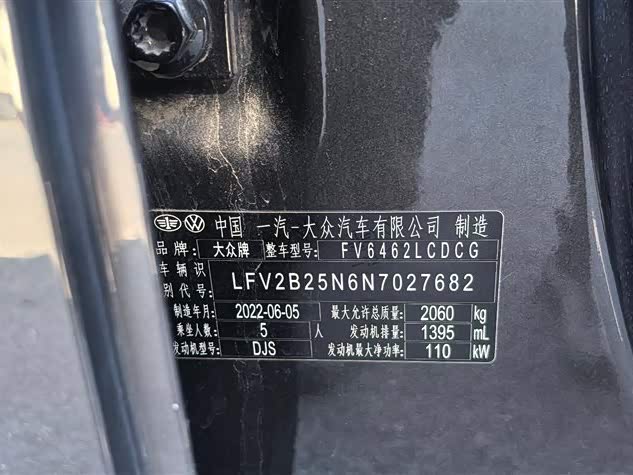 中国 一汽-大众汽车有限公司 制造
品牌: 大众牌 整车型号: FV6462LCDCG
车辆识别代号: LFV2B25N6N7027682
制造年月: 2022-06-05 最大允许总质量: 2060 kg
乘坐人数: 5 人 发动机排量: 1395 mL
发动机型号: DJS 发动机最大净功率: 110 kW